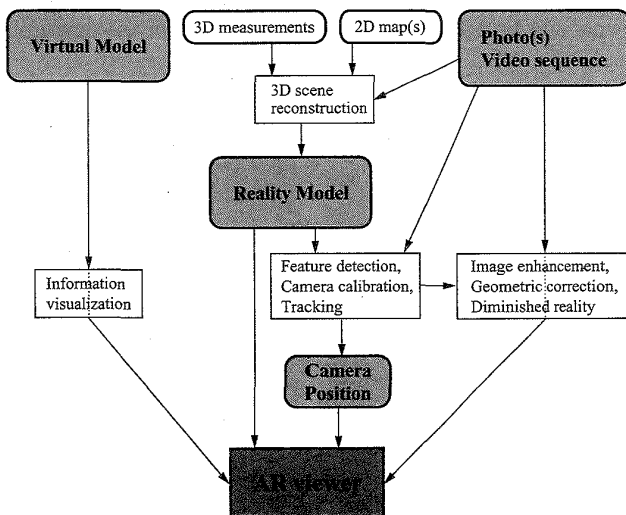 Virtual Model
3D measurements
2D map(s)
Photo(s)
Video sequence
3D scene
reconstruction
Reality Model
Information
visualization
Feature detection,
Camera calibration,
Tracking
Image enhancement,
Geometric correction,
Diminished reality
Camera
Position
AR viewer